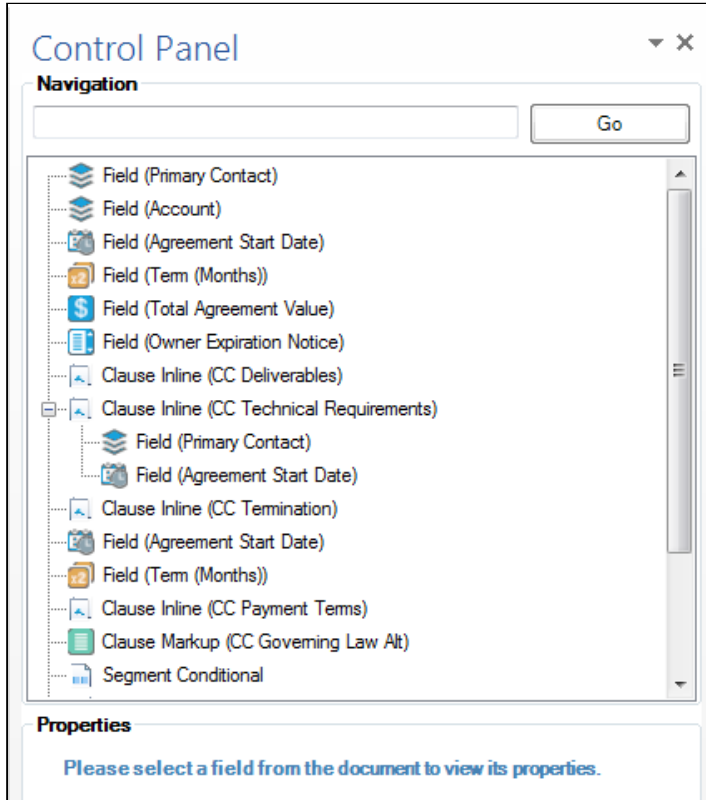 Control Panel
Navigation
Go
Field (Primary Contact)
Field (Account)
Field (Agreement Start Date)
Field (Term (Months))
Field (Total Agreement Value)
Field (Owner Expiration Notice)
Clause Inline (CC Deliverables)
Clause Inline (CC Technical Requirements)
Field (Primary Contact)
Field (Agreement Start Date)
Clause Inline (CC Termination)
Field (Agreement Start Date)
Field (Term (Months))
Clause Inline (CC Payment Terms)
Clause Markup (CC Governing Law Alt)
Segment Conditional
Properties
Please select a field from the document to view its properties.